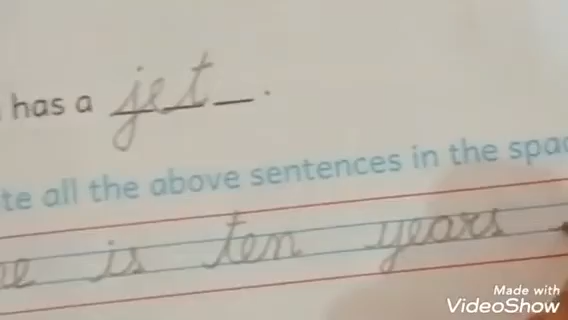 has a jet.
te all the above sentences in the spa
is ten years
Made with
VideoShow